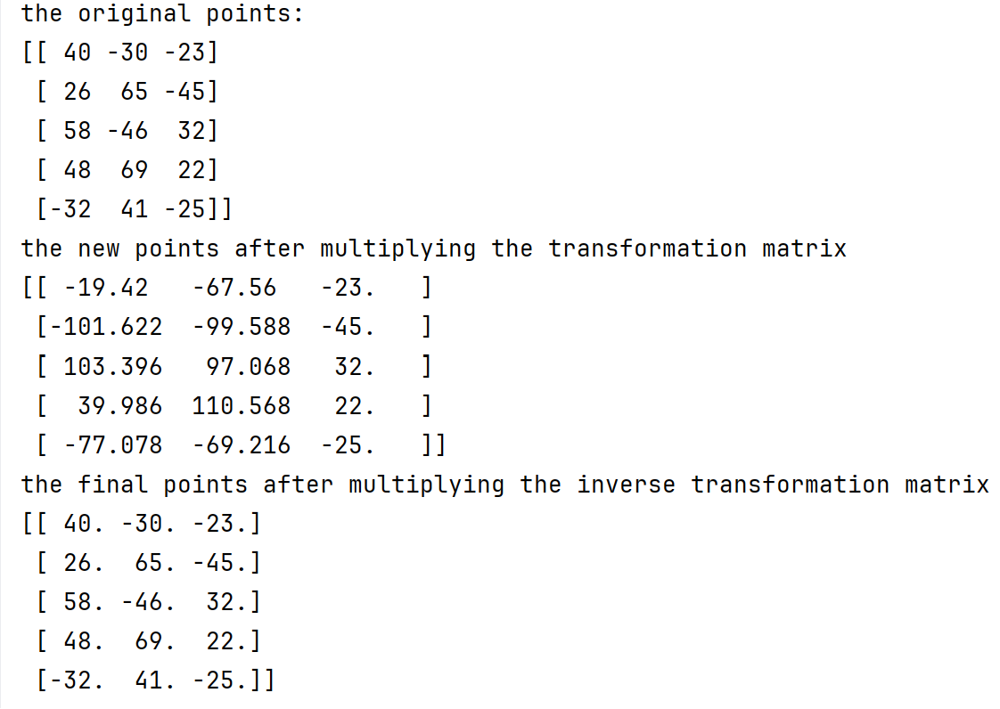 the original points:
[[ 40 -30 -23]
 [ 26  65 -45]
 [ 58 -46  32]
 [ 48  69  22]
 [-32  41 -25]]
the new points after multiplying the transformation matrix
[[ -19.42   -67.56   -23.   ]
 [-101.622  -99.588  -45.   ]
 [ 103.396   97.068   32.   ]
 [  39.986  110.568   22.   ]
 [ -77.078  -69.216  -25.   ]]
the final points after multiplying the inverse transformation matrix
[[ 40. -30. -23.]
 [ 26.  65. -45.]
 [ 58. -46.  32.]
 [ 48.  69.  22.]
 [-32.  41. -25.]]